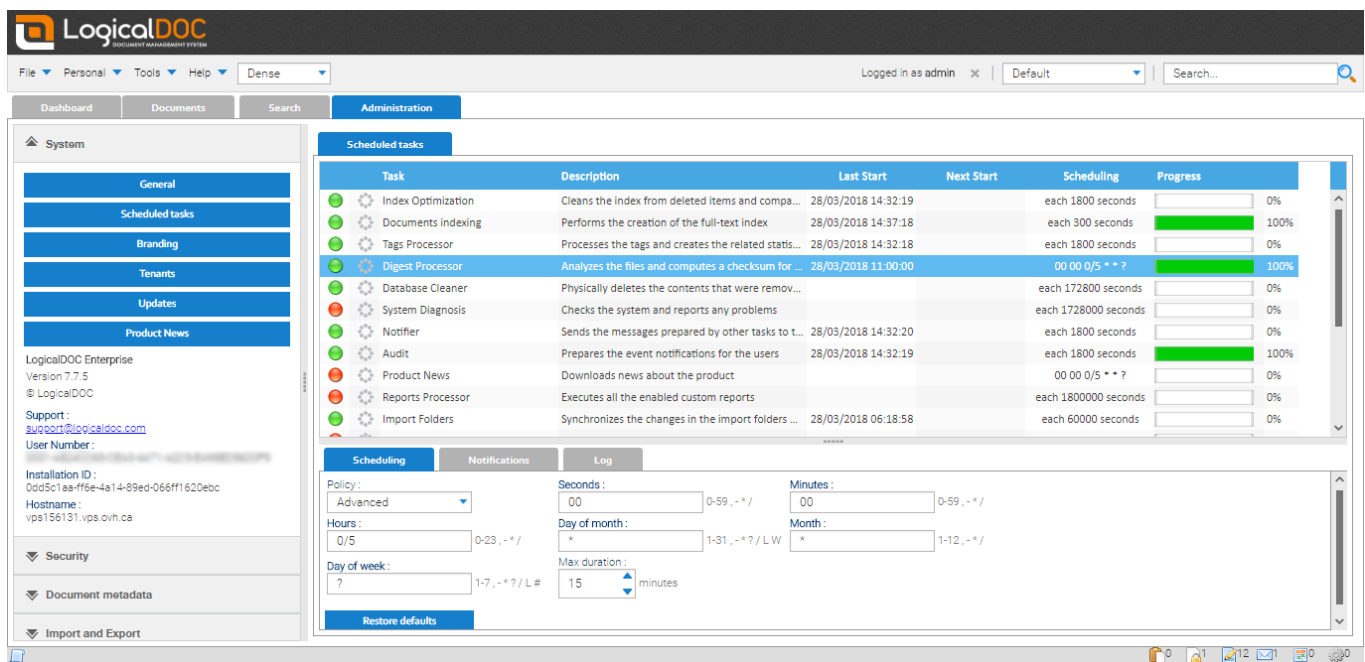 LogicalDOC
DOCUMENT MANAGEMENT SYSTEM
File Personal Tools Help Dense Logged in as admin Default Search...
Dashboard Documents Search Administration
System
General
Scheduled tasks
Branding
Tenants
Updates
Product News
LogicalDOC Enterprise
Version 7.7.5
© LogicalDOC
Support :
support@logicaldoc.com
User Number :
Installation ID :
0dd5c1aa-ff6e-4a14-89ed-066ff1620ebc
Hostname :
vps156131.vps.ovh.ca
Security
Document metadata
Import and Export
Scheduled tasks
Task Description Last Start Next Start Scheduling Progress
Index Optimization Cleans the index from deleted items and compa... 28/03/2018 14:32:19 each 1800 seconds 0%
Documents indexing Performs the creation of the full-text index 28/03/2018 14:37:18 each 300 seconds 100%
Tags Processor Processes the tags and creates the related statis... 28/03/2018 14:32:18 each 1800 seconds 0%
Digest Processor Analyzes the files and computes a checksum for ... 28/03/2018 11:00:00 00 00 0/5 * * ? 100%
Database Cleaner Physically deletes the contents that were remov... each 172800 seconds 0%
System Diagnosis Checks the system and reports any problems each 1728000 seconds 0%
Notifier Sends the messages prepared by other tasks to t... 28/03/2018 14:32:20 each 1800 seconds 0%
Audit Prepares the event notifications for the users 28/03/2018 14:32:19 each 1800 seconds 100%
Product News Downloads news about the product 00 00 0/5 * * ? 0%
Reports Processor Executes all the enabled custom reports each 1800000 seconds 0%
Import Folders Synchronizes the changes in the import folders ... 28/03/2018 06:18:58 each 60000 seconds 0%
Scheduling Notifications Log
Policy : Seconds : Minutes :
Advanced 00 0-59 , - * / 00 0-59 , - * /
Hours : Day of month : Month :
0/5 0-23 , - * / * 1-31 , - * ? / L W * 1-12 , - * /
Day of week : Max duration :
? 1-7 , - * ? / L # 15 minutes
Restore defaults
0 1 12 1 0 0